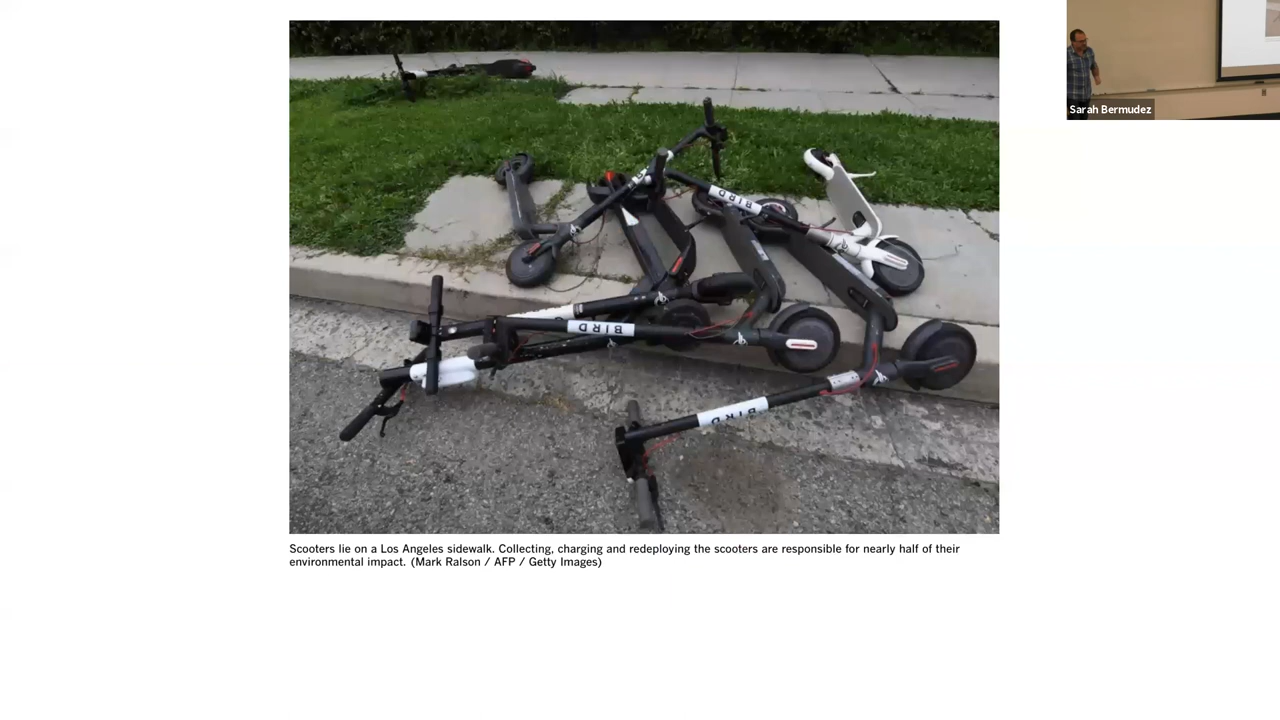 BIRD
BIRD
BIRD
Sarah Bermudez
Scooters lie on a Los Angeles sidewalk. Collecting, charging and redeploying the scooters are responsible for nearly half of their
environmental impact. (Mark Ralson / AFP / Getty Images)